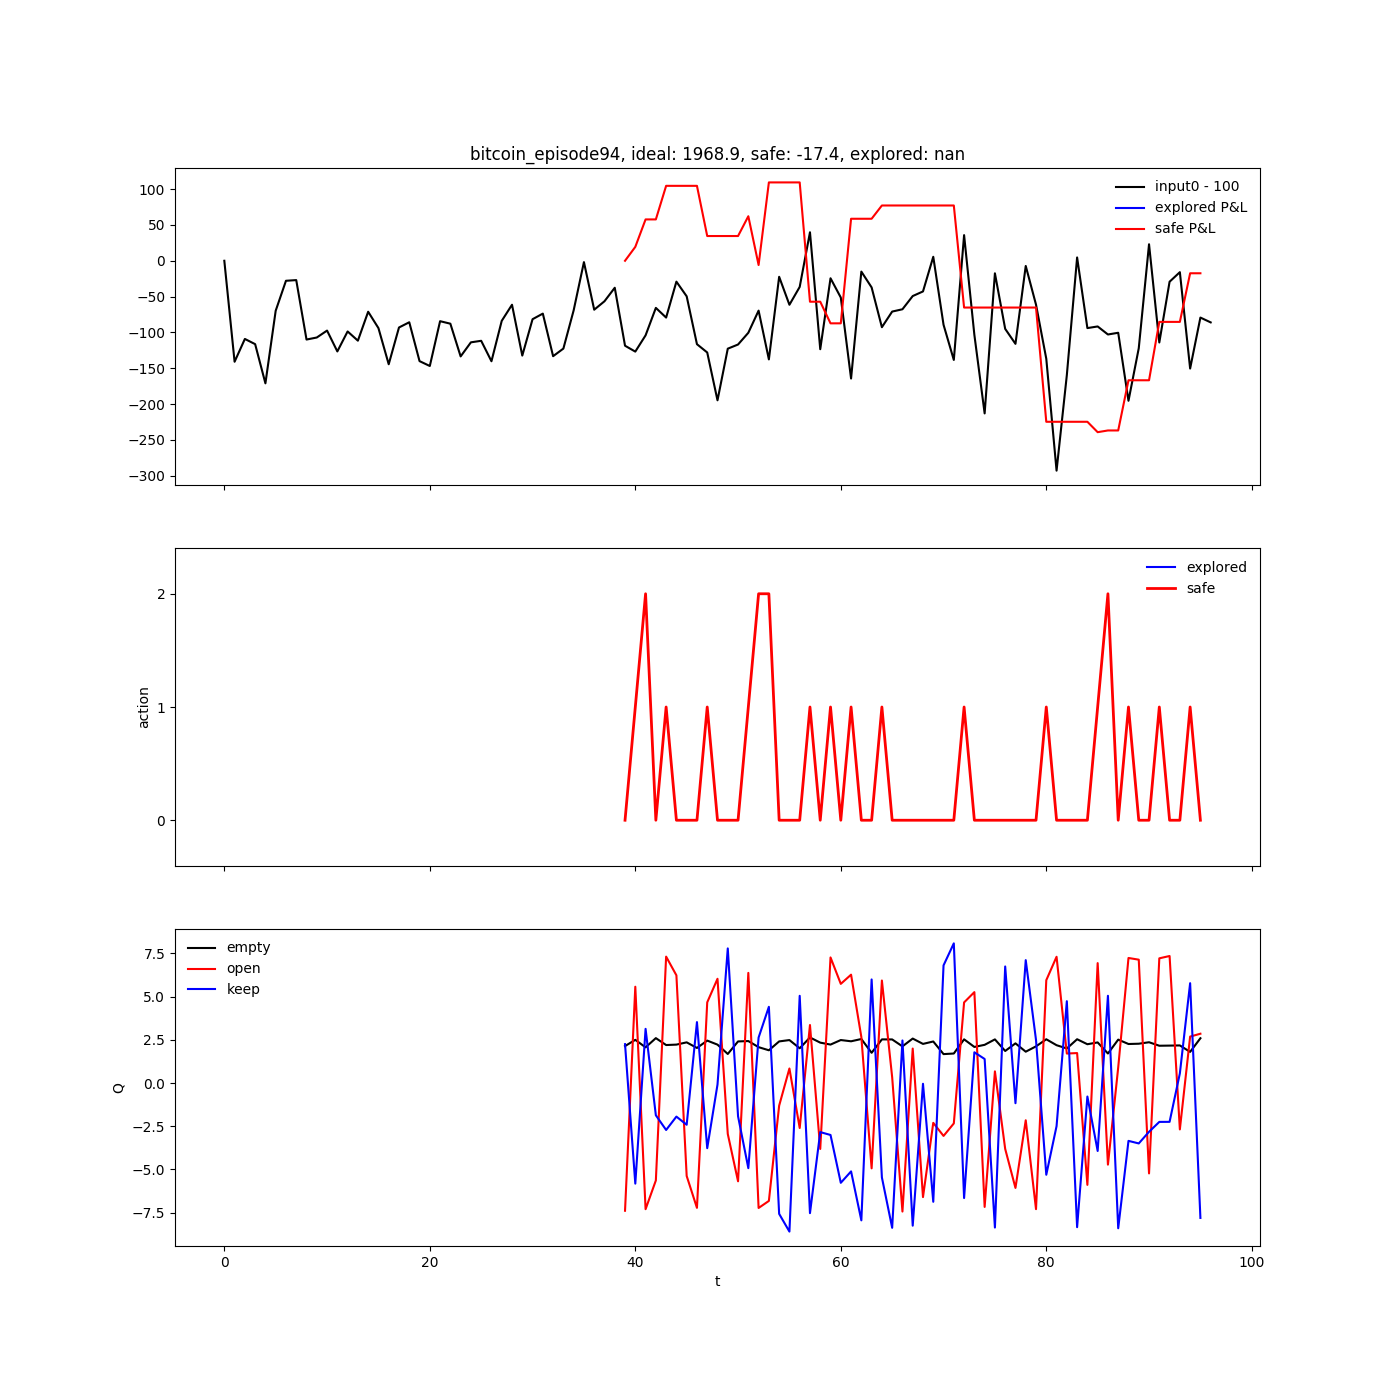 bitcoin_episode94, ideal: 1968.9, safe: -17.4, explored: nan
100
50
0
−50
−100
−150
−200
−250
−300
input0 - 100
explored P&L
safe P&L
action
2
1
0
explored
safe
Q
7.5
5.0
2.5
0.0
−2.5
−5.0
−7.5
empty
open
keep
0 20 40 60 80 100
t